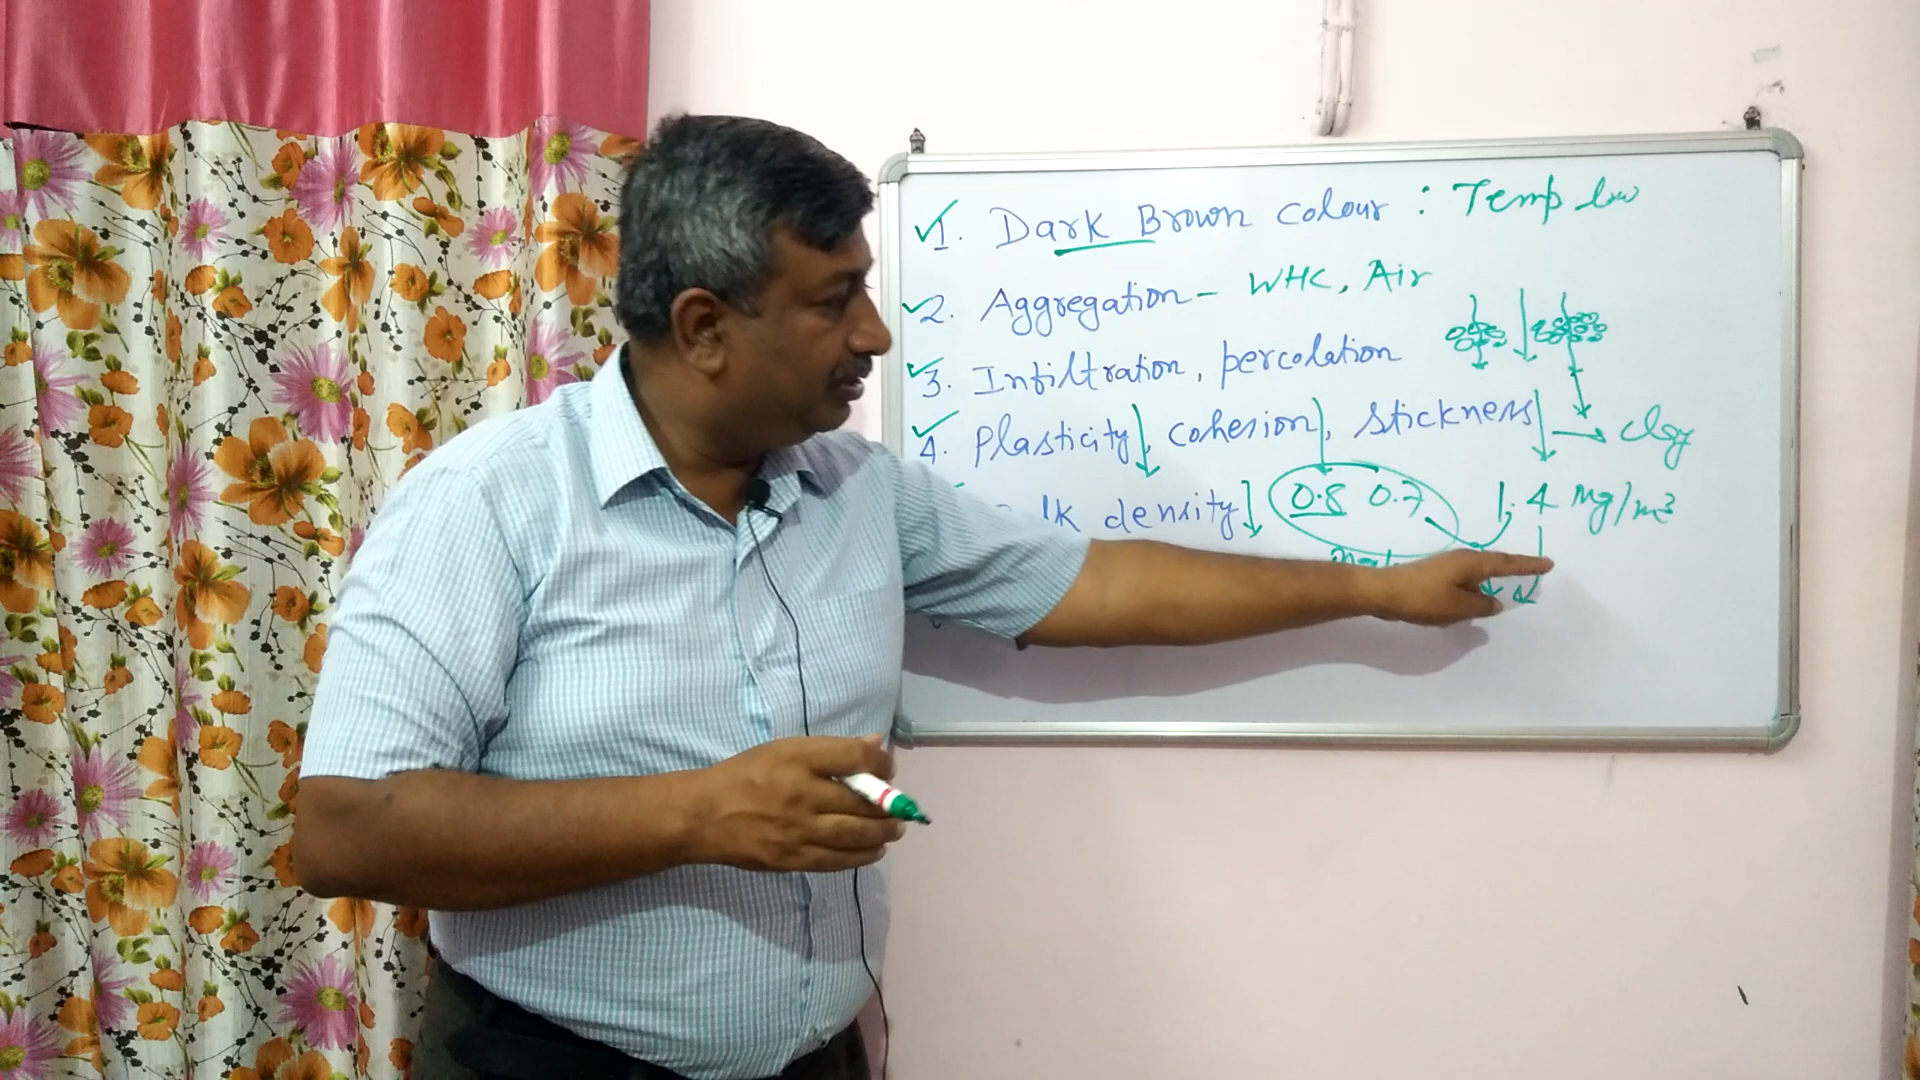 1. Dark Brown colour : Temp low
2. Aggregation - WHC, Air
3. Infiltration, percolation
4. Plasticity, cohesion, stickness → clay
lk density 0.8 0.7 1.4 mg/m3